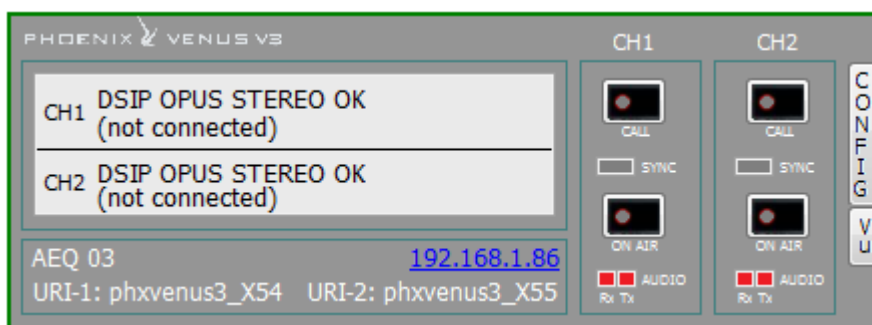 PHOENIX VENUS V3
CH1 CH2
CH1 DSIP OPUS STEREO OK
(not connected)
CH2 DSIP OPUS STEREO OK
(not connected)
AEQ 03 192.168.1.86
URI-1: phxvenus3_X54 URI-2: phxvenus3_X55
CALL CALL
SYNC SYNC
ON AIR ON AIR
AUDIO AUDIO
Rx Tx Rx Tx
CONFIG
Vu